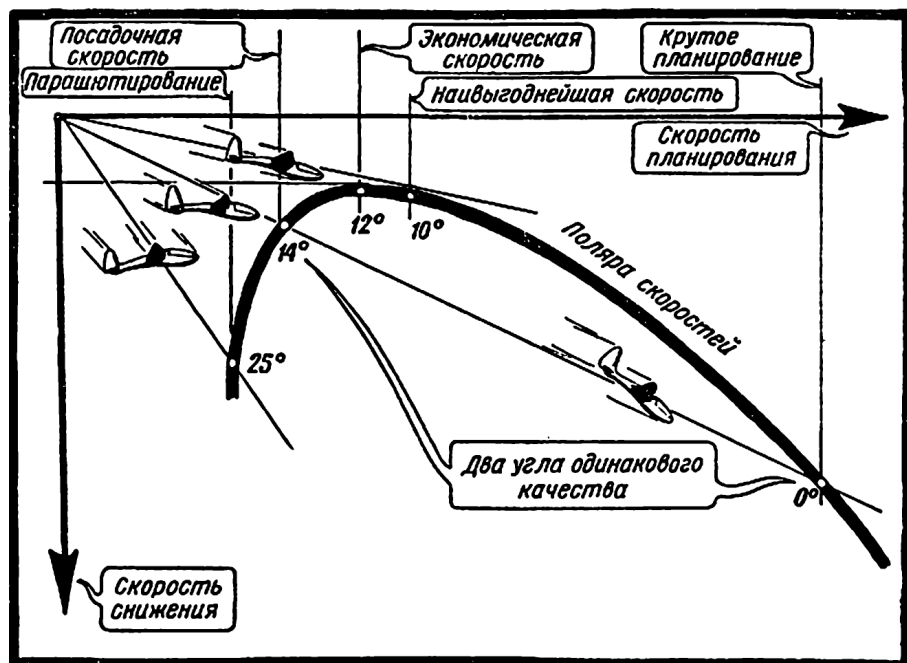 Посадочная
скорость
Парашютирование
Экономическая
скорость
Наивыгоднейшая скорость
Крутое
планирование
Скорость
планирования
12°
10°
14°
25°
Поляра скоростей
Два угла одинакового
качества
0°
Скорость
снижения